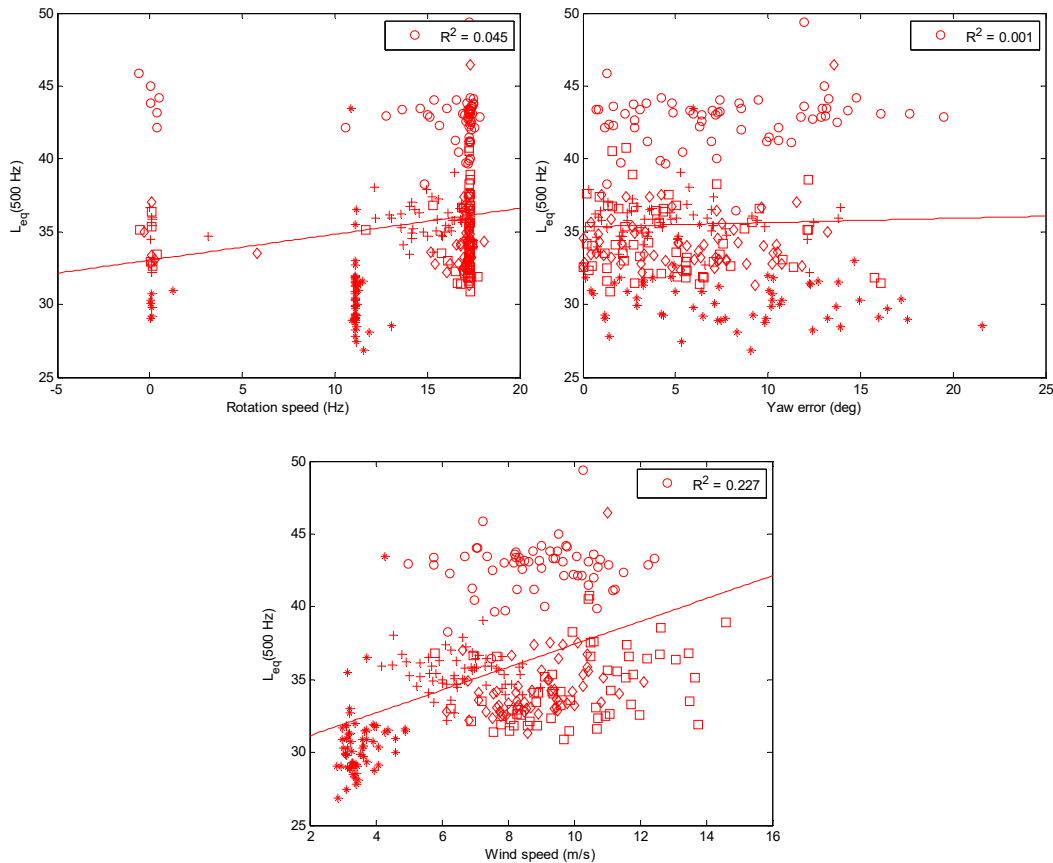 50
45
40
35
30
25
L_eq(500 Hz)
R² = 0.045
-5 0 5 10 15 20
Rotation speed (Hz)
50
45
40
35
30
25
L_eq(500 Hz)
R² = 0.001
0 5 10 15 20 25
Yaw error (deg)
50
45
40
35
30
25
L_eq(500 Hz)
R² = 0.227
2 4 6 8 10 12 14 16
Wind speed (m/s)